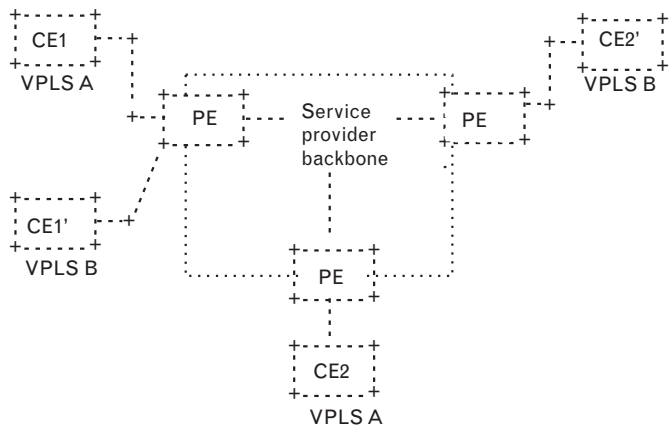 CE1
VPLS A
CE2'
VPLS B
PE
Service
provider
backbone
PE
CE1'
VPLS B
PE
CE2
VPLS A